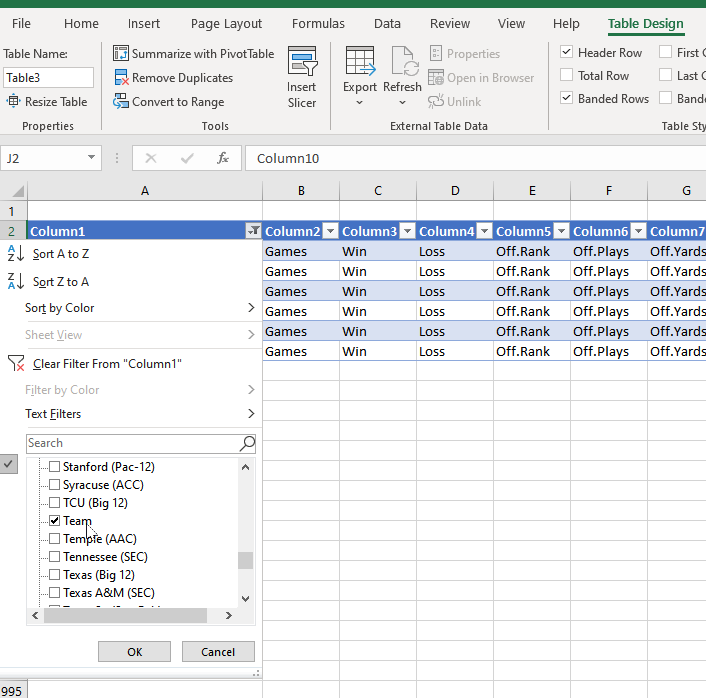 File Home Insert Page Layout Formulas Data Review View Help Table Design
Table Name:
Table3
Resize Table
Properties
Summarize with PivotTable
Remove Duplicates
Convert to Range
Tools
Insert
Slicer
Export
Refresh
Properties
Open in Browser
Unlink
External Table Data
Header Row
Total Row
Banded Rows
First
Last
Table
J2 fx Column10
A B C D E F G
1
2 Column1 Column2 Column3 Column4 Column5 Column6 Column7
Games Win Loss Off.Rank Off.Plays Off.Yards
Games Win Loss Off.Rank Off.Plays Off.Yards
Games Win Loss Off.Rank Off.Plays Off.Yards
Games Win Loss Off.Rank Off.Plays Off.Yards
Games Win Loss Off.Rank Off.Plays Off.Yards
Games Win Loss Off.Rank Off.Plays Off.Yards
Sort A to Z
Sort Z to A
Sort by Color
Sheet View
Clear Filter From "Column1"
Filter by Color
Text Filters
Search
Stanford (Pac-12)
Syracuse (ACC)
TCU (Big 12)
Team
Temple (AAC)
Tennessee (SEC)
Texas (Big 12)
Texas A&M (SEC)
OK Cancel
995